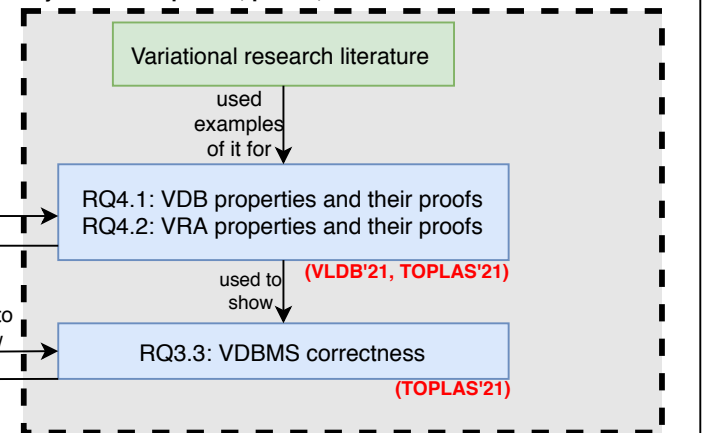 Variational research literature
used
examples
of it for
RQ4.1: VDB properties and their proofs
RQ4.2: VRA properties and their proofs
(VLDB'21, TOPLAS'21)
used to
show
RQ3.3: VDBMS correctness
(TOPLAS'21)
to